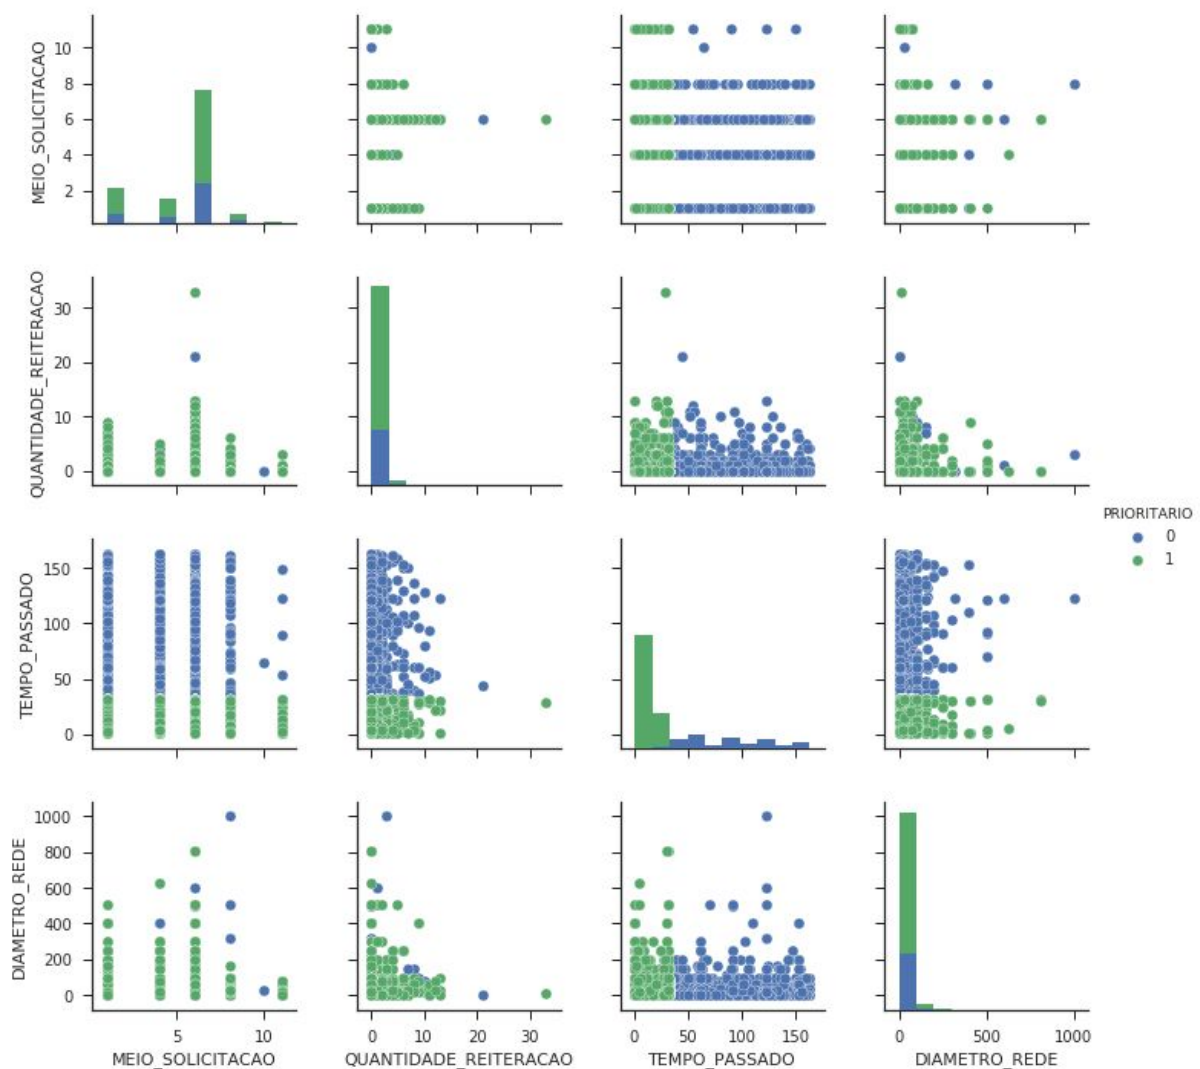 MEIO_SOLICITACAO
10
8
6
4
2
QUANTIDADE_REITERACAO
30
20
10
0
PRIORITARIO
0
1
TEMPO_PASSADO
150
100
50
0
DIAMETRO_REDE
1000
800
600
400
200
0
5 10
0 10 20 30
0 50 100 150
0 500 1000
MEIO_SOLICITACAO
QUANTIDADE_REITERACAO
TEMPO_PASSADO
DIAMETRO_REDE